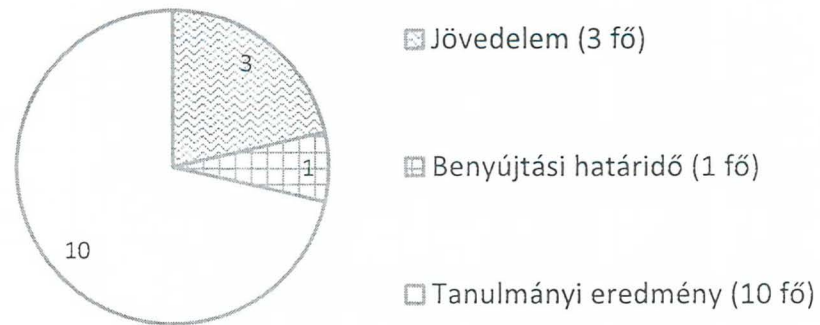 3
1
10
Jövedelem (3 fő)
Benyújtási határidő (1 fő)
Tanulmányi eredmény (10 fő)